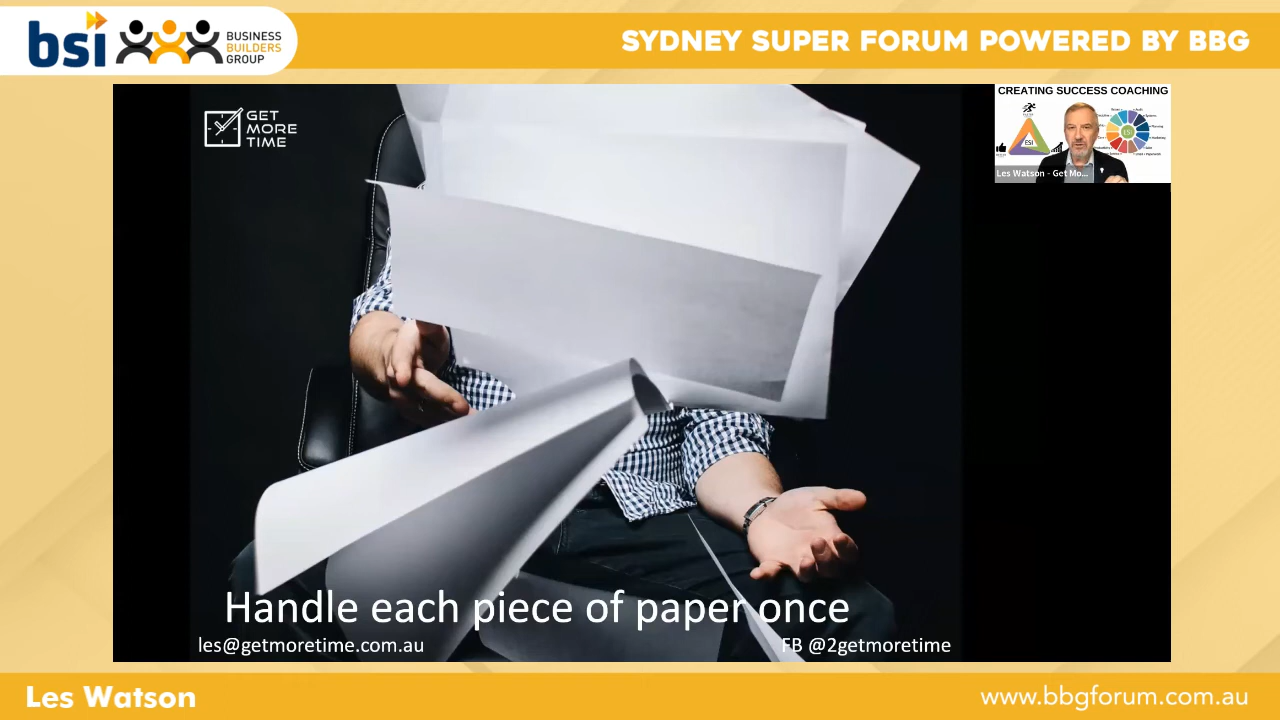 bsi
BUSINESS
BUILDERS
GROUP
SYDNEY SUPER FORUM POWERED BY BBG
GET
MORE
TIME
CREATING SUCCESS COACHING
ESI
ESI
Les Watson - Get Mo...
Handle each piece of paper once
les@getmoretime.com.au
FB @2getmoretime
Les Watson
www.bbgforum.com.au